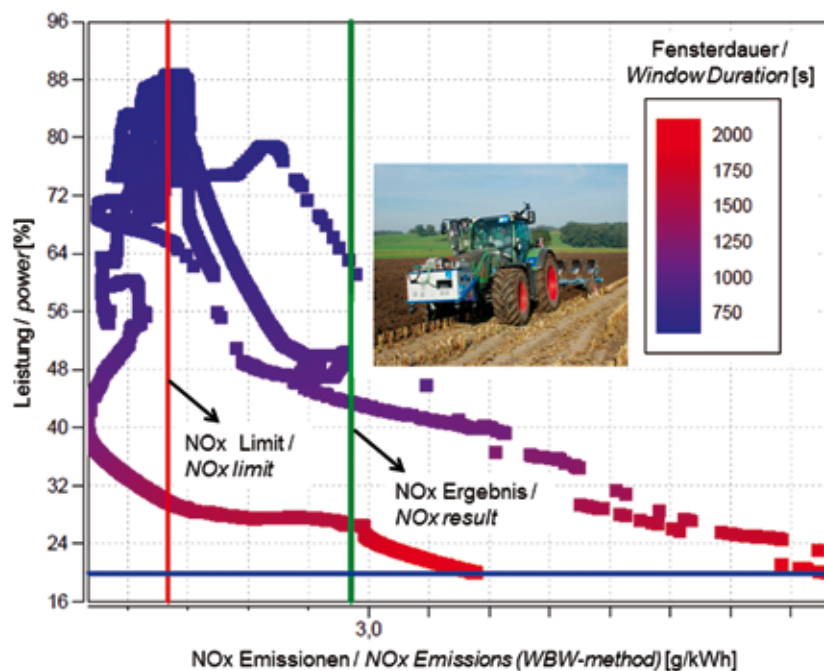 96
88
80
72
64
56
48
40
32
24
16
Leistung / power [%]
Fensterdauer /
Window Duration [s]
2000
1750
1500
1250
1000
750
NOx Limit /
NOx limit
NOx Ergebnis /
NOx result
3,0
NOx Emissionen / NOx Emissions (WBW-method) [g/kWh]